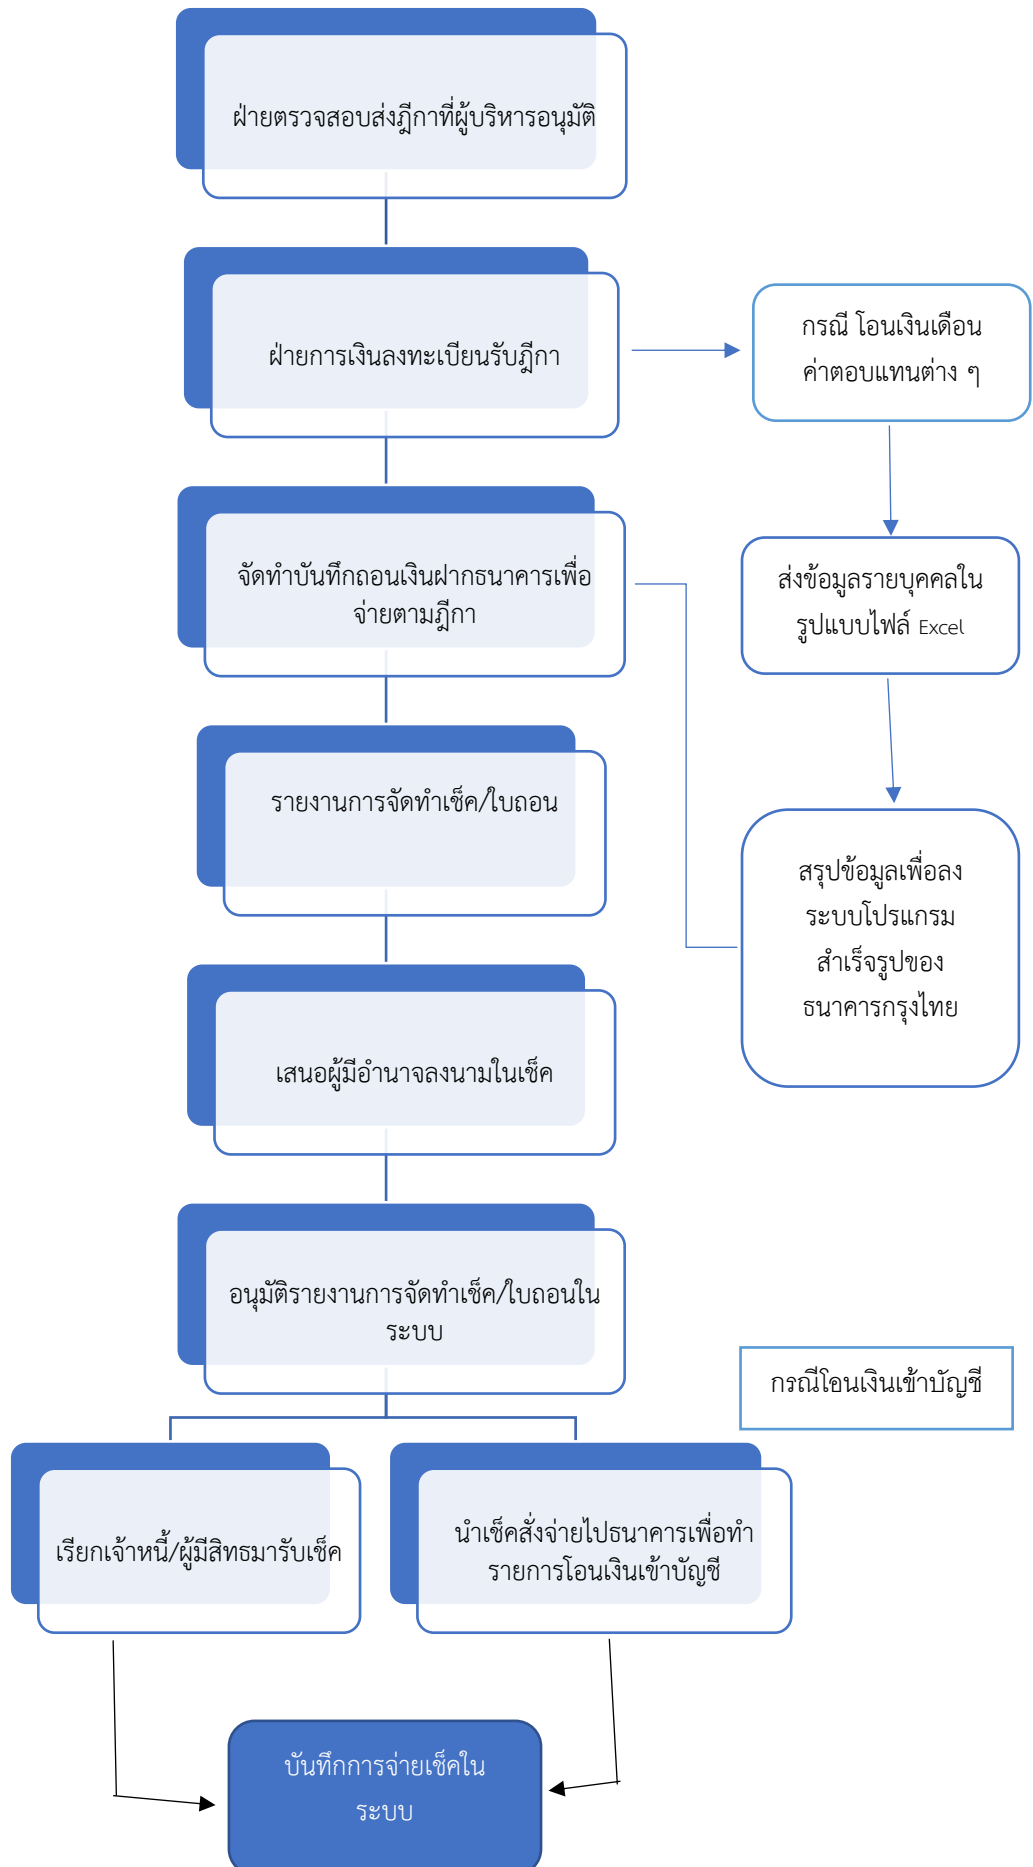 ฝ่ายตรวจสอบส่งฎีกาที่ผู้บริหารอนุมัติ
ฝ่ายการเงินลงทะเบียนรับฎีกา
กรณี โอนเงินเดือน
ค่าตอบแทนต่าง ๆ
จัดทำบันทึกถอนเงินฝากธนาคารเพื่อ
จ่ายตามฎีกา
ส่งข้อมูลรายบุคคลใน
รูปแบบไฟล์ Excel
รายงานการจัดทำเช็ค/ใบถอน
สรุปข้อมูลเพื่อลง
ระบบโปรแกรม
สำเร็จรูปของ
ธนาคารกรุงไทย
เสนอผู้มีอำนาจลงนามในเช็ค
อนุมัติรายงานการจัดทำเช็ค/ใบถอนใน
ระบบ
กรณีโอนเงินเข้าบัญชี
เรียกเจ้าหนี้/ผู้มีสิทธมารับเช็ค
นำเช็คสั่งจ่ายไปธนาคารเพื่อทำ
รายการโอนเงินเข้าบัญชี
บันทึกการจ่ายเช็คใน
ระบบ